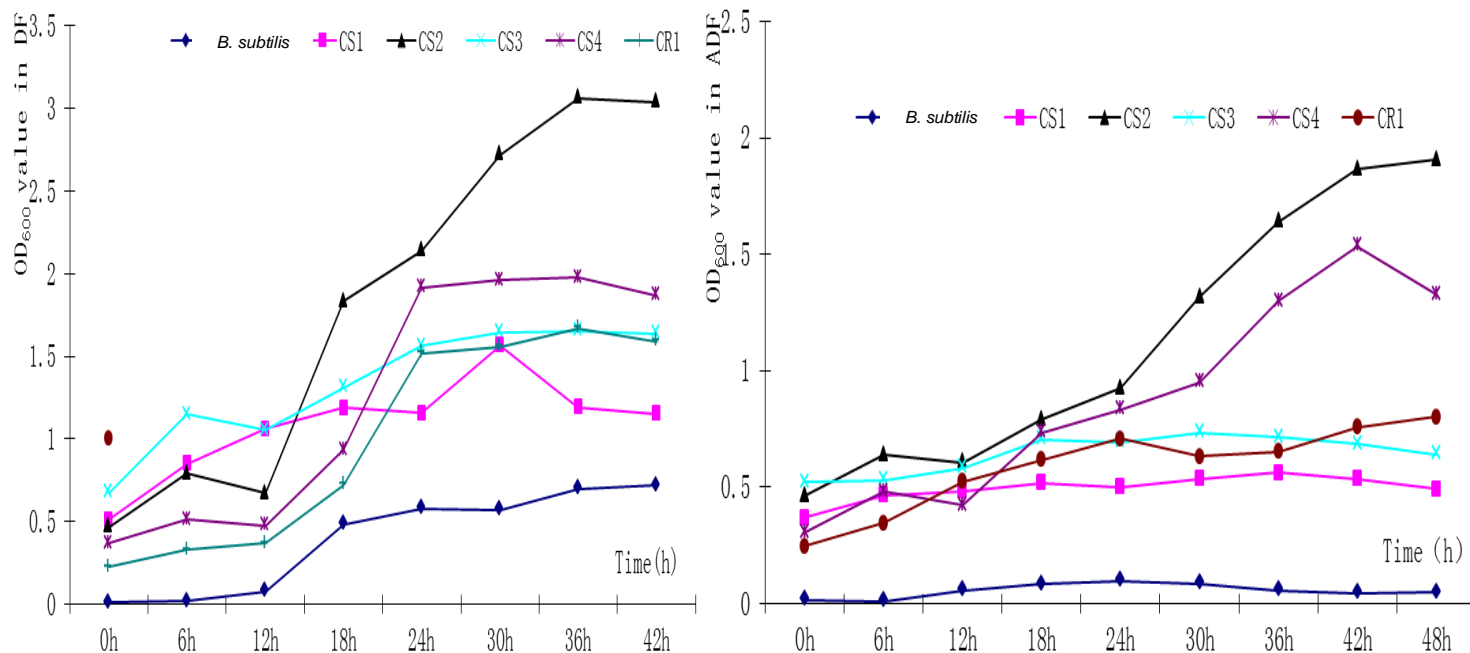 OD600 value in DF
3.5
3
2.5
2
1.5
1
0.5
0
B. subtilis CS1 CS2 CS3 CS4 CR1
Time(h)
0h 6h 12h 18h 24h 30h 36h 42h
OD600 value in ADF
2.5
2
1.5
1
0.5
0
B. subtilis CS1 CS2 CS3 CS4 CR1
Time (h)
0h 6h 12h 18h 24h 30h 36h 42h 48h